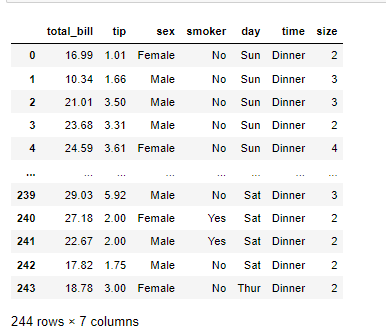 total_bill tip sex smoker day time size
0 16.99 1.01 Female No Sun Dinner 2
1 10.34 1.66 Male No Sun Dinner 3
2 21.01 3.50 Male No Sun Dinner 3
3 23.68 3.31 Male No Sun Dinner 2
4 24.59 3.61 Female No Sun Dinner 4
... ... ... ... ... ... ... ...
239 29.03 5.92 Male No Sat Dinner 3
240 27.18 2.00 Female Yes Sat Dinner 2
241 22.67 2.00 Male Yes Sat Dinner 2
242 17.82 1.75 Male No Sat Dinner 2
243 18.78 3.00 Female No Thur Dinner 2
244 rows × 7 columns